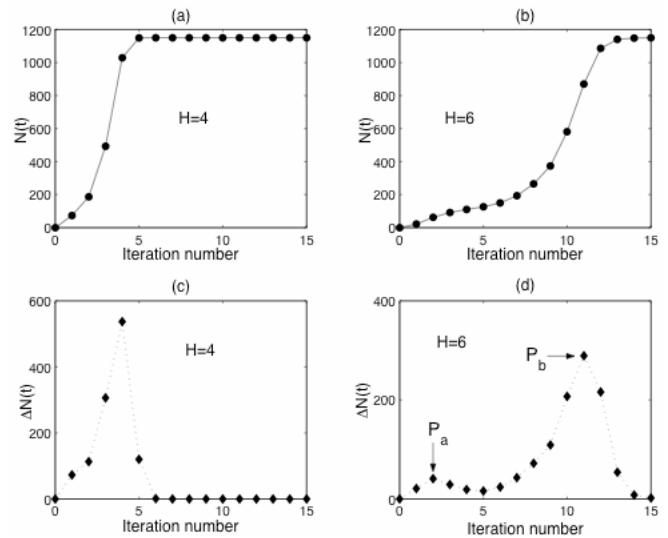 (a)
1200
1000
800
600
400
200
0
N(t)
H=4
0 5 10 15
Iteration number
(b)
1200
1000
800
600
400
200
0
N(t)
H=6
0 5 10 15
Iteration number
(c)
600
400
200
0
ΔN(t)
H=4
0 5 10 15
Iteration number
(d)
400
200
0
ΔN(t)
H=6
P_b
P_a
0 5 10 15
Iteration number